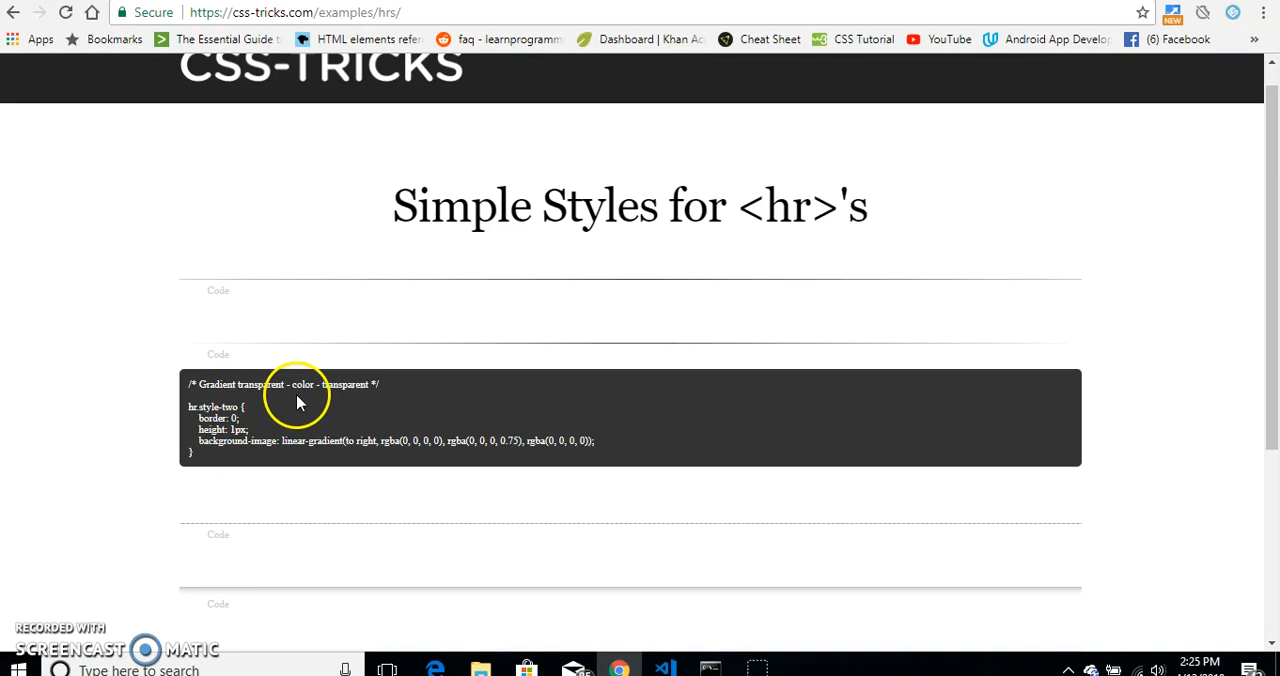 Secure https://css-tricks.com/examples/hrs/
NEW
Apps Bookmarks The Essential Guide t HTML elements refer faq - learnprogramm Dashboard | Khan Ac Cheat Sheet CSS Tutorial YouTube Android App Develop (6) Facebook »
CSS-TRICKS
Simple Styles for <hr>'s
Code
Code
/* Gradient transparent - color - transparent */
hr.style-two {
border: 0;
height: 1px;
background-image: linear-gradient(to right, rgba(0, 0, 0, 0), rgba(0, 0, 0, 0.75), rgba(0, 0, 0, 0));
}
Code
Code
RECORDED WITH
SCREENCAST MATIC
Type here to search
2:25 PM